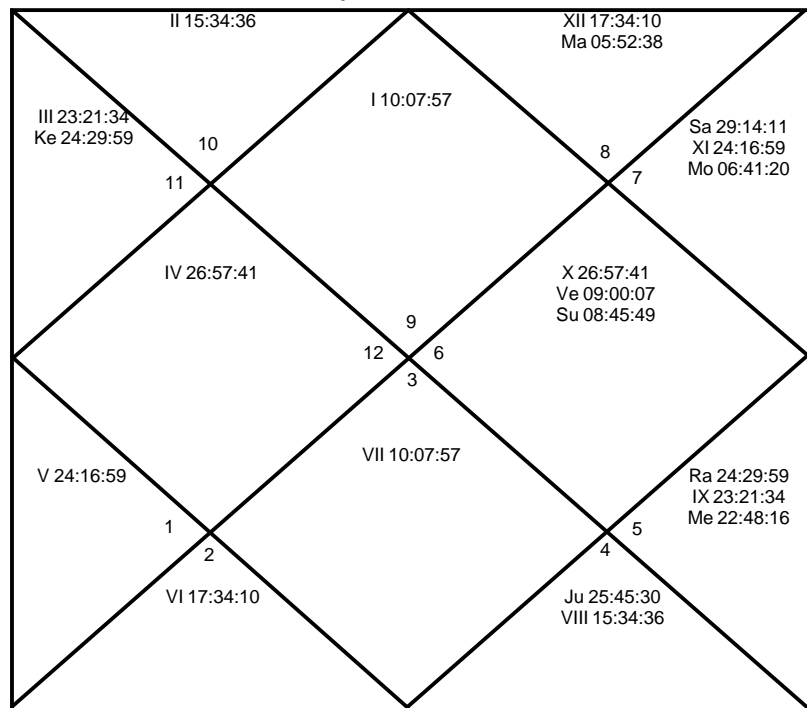 II 15:34:36
XII 17:34:10
Ma 05:52:38
I 10:07:57
III 23:21:34
Ke 24:29:59
10
11
8
7
Sa 29:14:11
XI 24:16:59
Mo 06:41:20
IV 26:57:41
X 26:57:41
Ve 09:00:07
Su 08:45:49
9
12
6
3
V 24:16:59
VII 10:07:57
Ra 24:29:59
IX 23:21:34
Me 22:48:16
1
2
5
4
VI 17:34:10
Ju 25:45:30
VIII 15:34:36